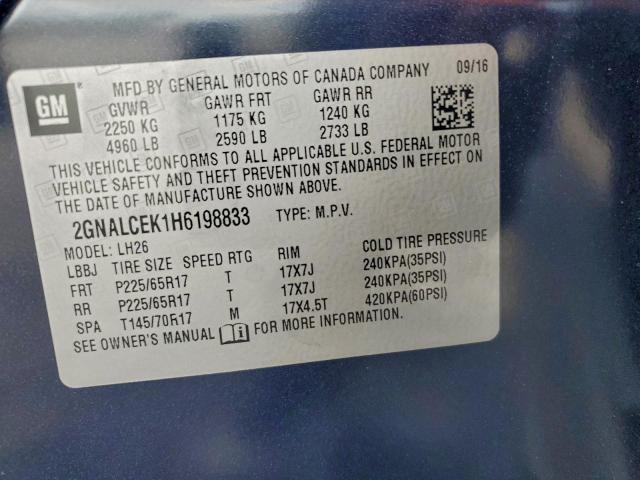 GM
MFD BY GENERAL MOTORS OF CANADA COMPANY 09/16
GVWR GAWR FRT GAWR RR
2250 KG 1175 KG 1240 KG
4960 LB 2590 LB 2733 LB
THIS VEHICLE CONFORMS TO ALL APPLICABLE U.S. FEDERAL MOTOR
VEHICLE SAFETY AND THEFT PREVENTION STANDARDS IN EFFECT ON
THE DATE OF MANUFACTURE SHOWN ABOVE.
2GNALCEK1H6198833 TYPE: M.P.V.
MODEL: LH26
LBBJ TIRE SIZE SPEED RTG RIM COLD TIRE PRESSURE
FRT P225/65R17 T 17X7J 240KPA(35PSI)
RR P225/65R17 T 17X7J 240KPA(35PSI)
SPA T145/70R17 M 17X4.5T 420KPA(60PSI)
SEE OWNER'S MANUAL FOR MORE INFORMATION.